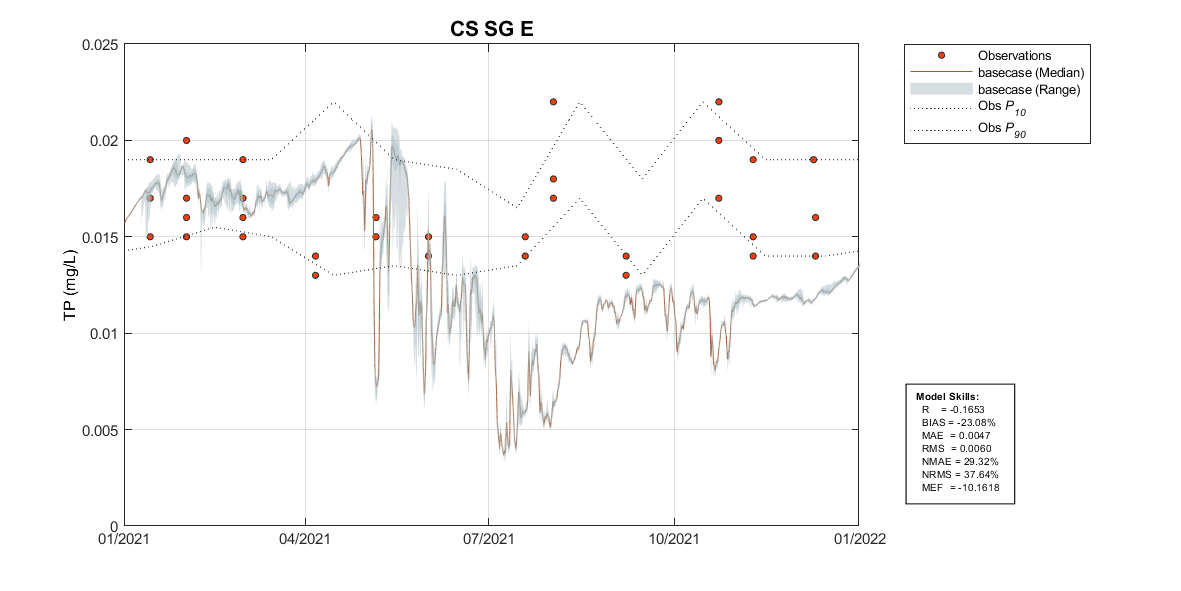 CS SG E
0.025
0.02
0.015
0.01
0.005
0
TP (mg/L)
01/2021
04/2021
07/2021
10/2021
01/2022
Observations
basecase (Median)
basecase (Range)
Obs P10
Obs P90
Model Skills:
R = -0.1653
BIAS = -23.08%
MAE = 0.0047
RMS = 0.0060
NMAE = 29.32%
NRMS = 37.64%
MEF = -10.1618